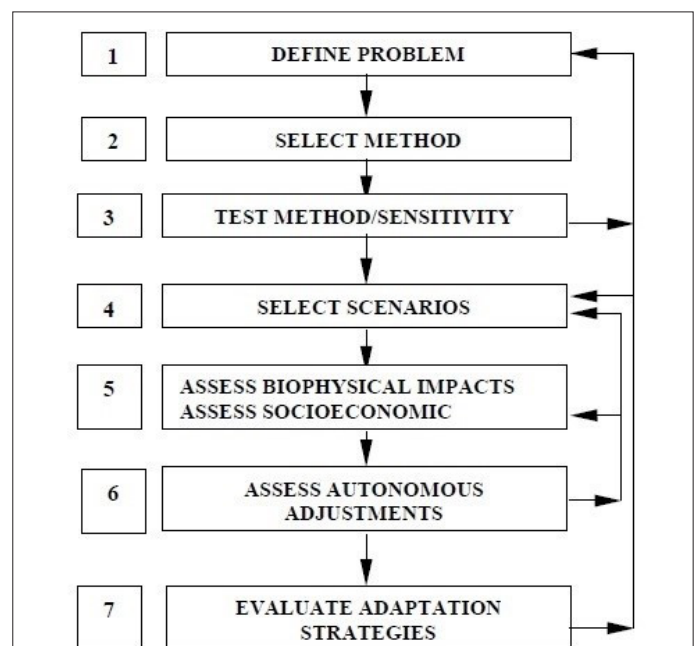 1 DEFINE PROBLEM
2 SELECT METHOD
3 TEST METHOD/SENSITIVITY
4 SELECT SCENARIOS
5 ASSESS BIOPHYSICAL IMPACTS
ASSESS SOCIOECONOMIC
6 ASSESS AUTONOMOUS
ADJUSTMENTS
7 EVALUATE ADAPTATION
STRATEGIES